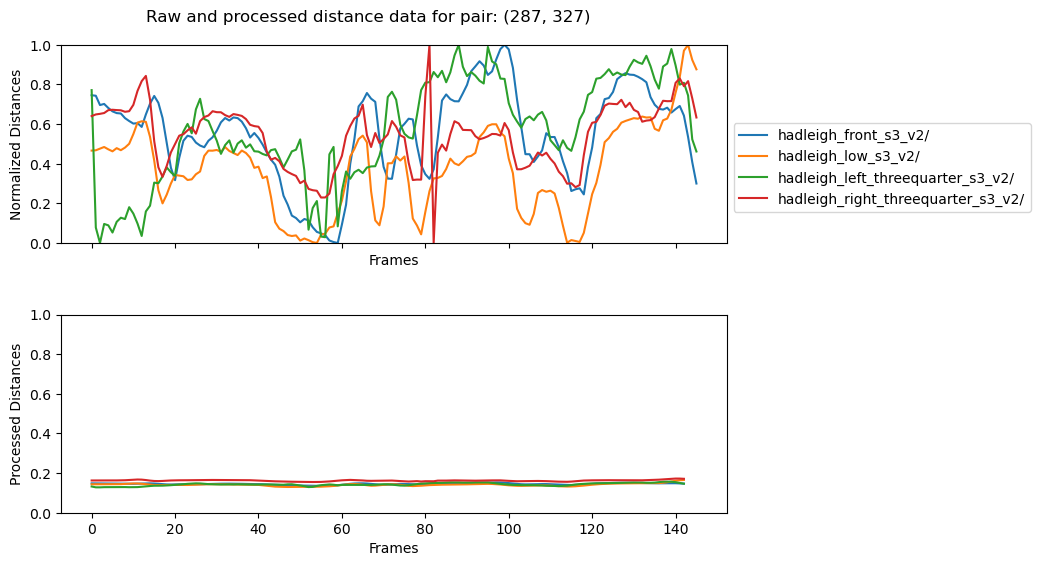 Raw and processed distance data for pair: (287, 327)
Normalized Distances
1.0
0.8
0.6
0.4
0.2
0.0
Frames
hadleigh_front_s3_v2/
hadleigh_low_s3_v2/
hadleigh_left_threequarter_s3_v2/
hadleigh_right_threequarter_s3_v2/
Processed Distances
1.0
0.8
0.6
0.4
0.2
0.0
0 20 40 60 80 100 120 140
Frames